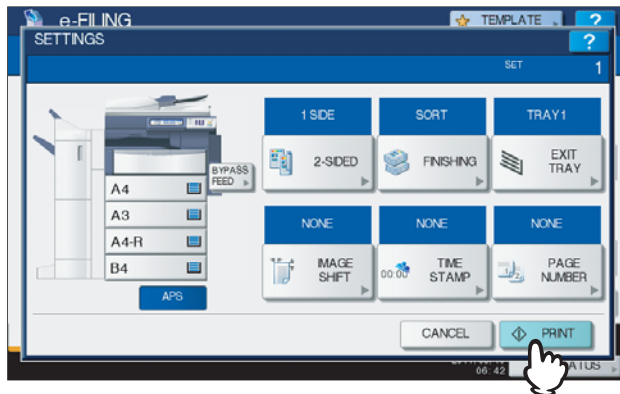 e-FILING
TEMPLATE
?
SETTINGS
?
SET 1
1 SIDE
SORT
TRAY1
2-SIDED
FINISHING
EXIT
TRAY
BYPASS
FEED
A4
A3
A4-R
B4
APS
NONE
NONE
NONE
IMAGE
SHIFT
00:00
TIME
STAMP
PAGE
NUMBER
CANCEL
PRINT
06:42